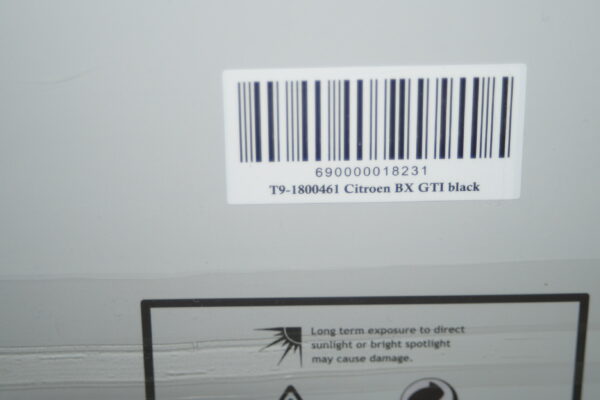 690000018231
T9-1800461 Citroen BX GTI black
Long term exposure to direct
sunlight or bright spotlight
may cause damage.